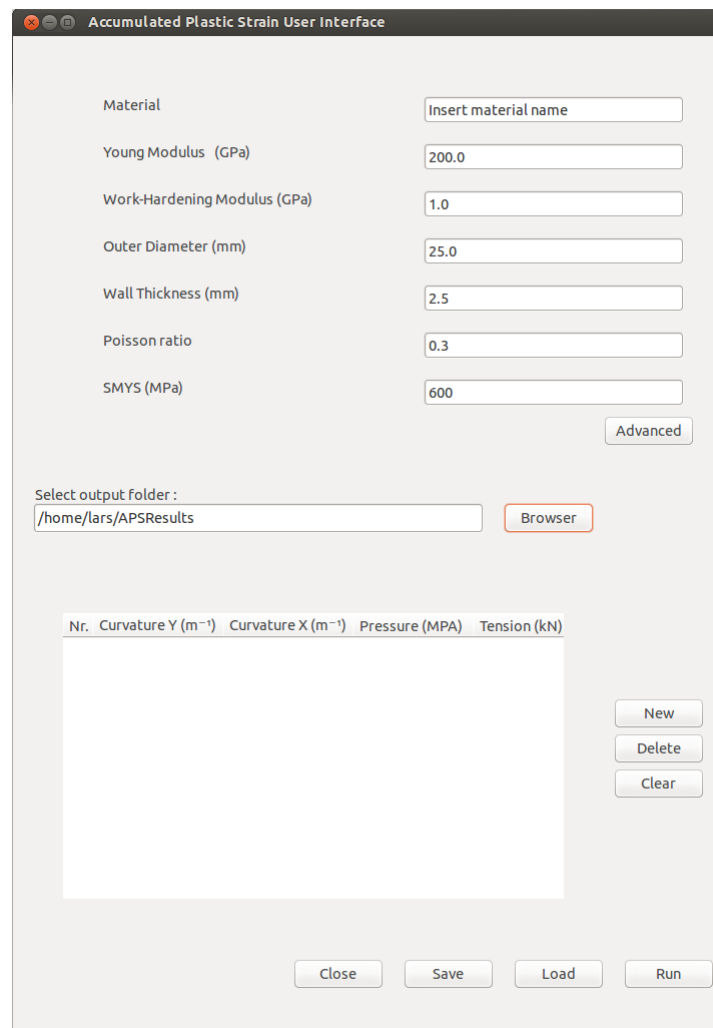 Accumulated Plastic Strain User Interface
Material Insert material name
Young Modulus (GPa) 200.0
Work-Hardening Modulus (GPa) 1.0
Outer Diameter (mm) 25.0
Wall Thickness (mm) 2.5
Poisson ratio 0.3
SMYS (MPa) 600
Advanced
Select output folder :
/home/lars/APSResults Browser
Nr. Curvature Y (m⁻¹) Curvature X (m⁻¹) Pressure (MPA) Tension (kN)
New
Delete
Clear
Close Save Load Run